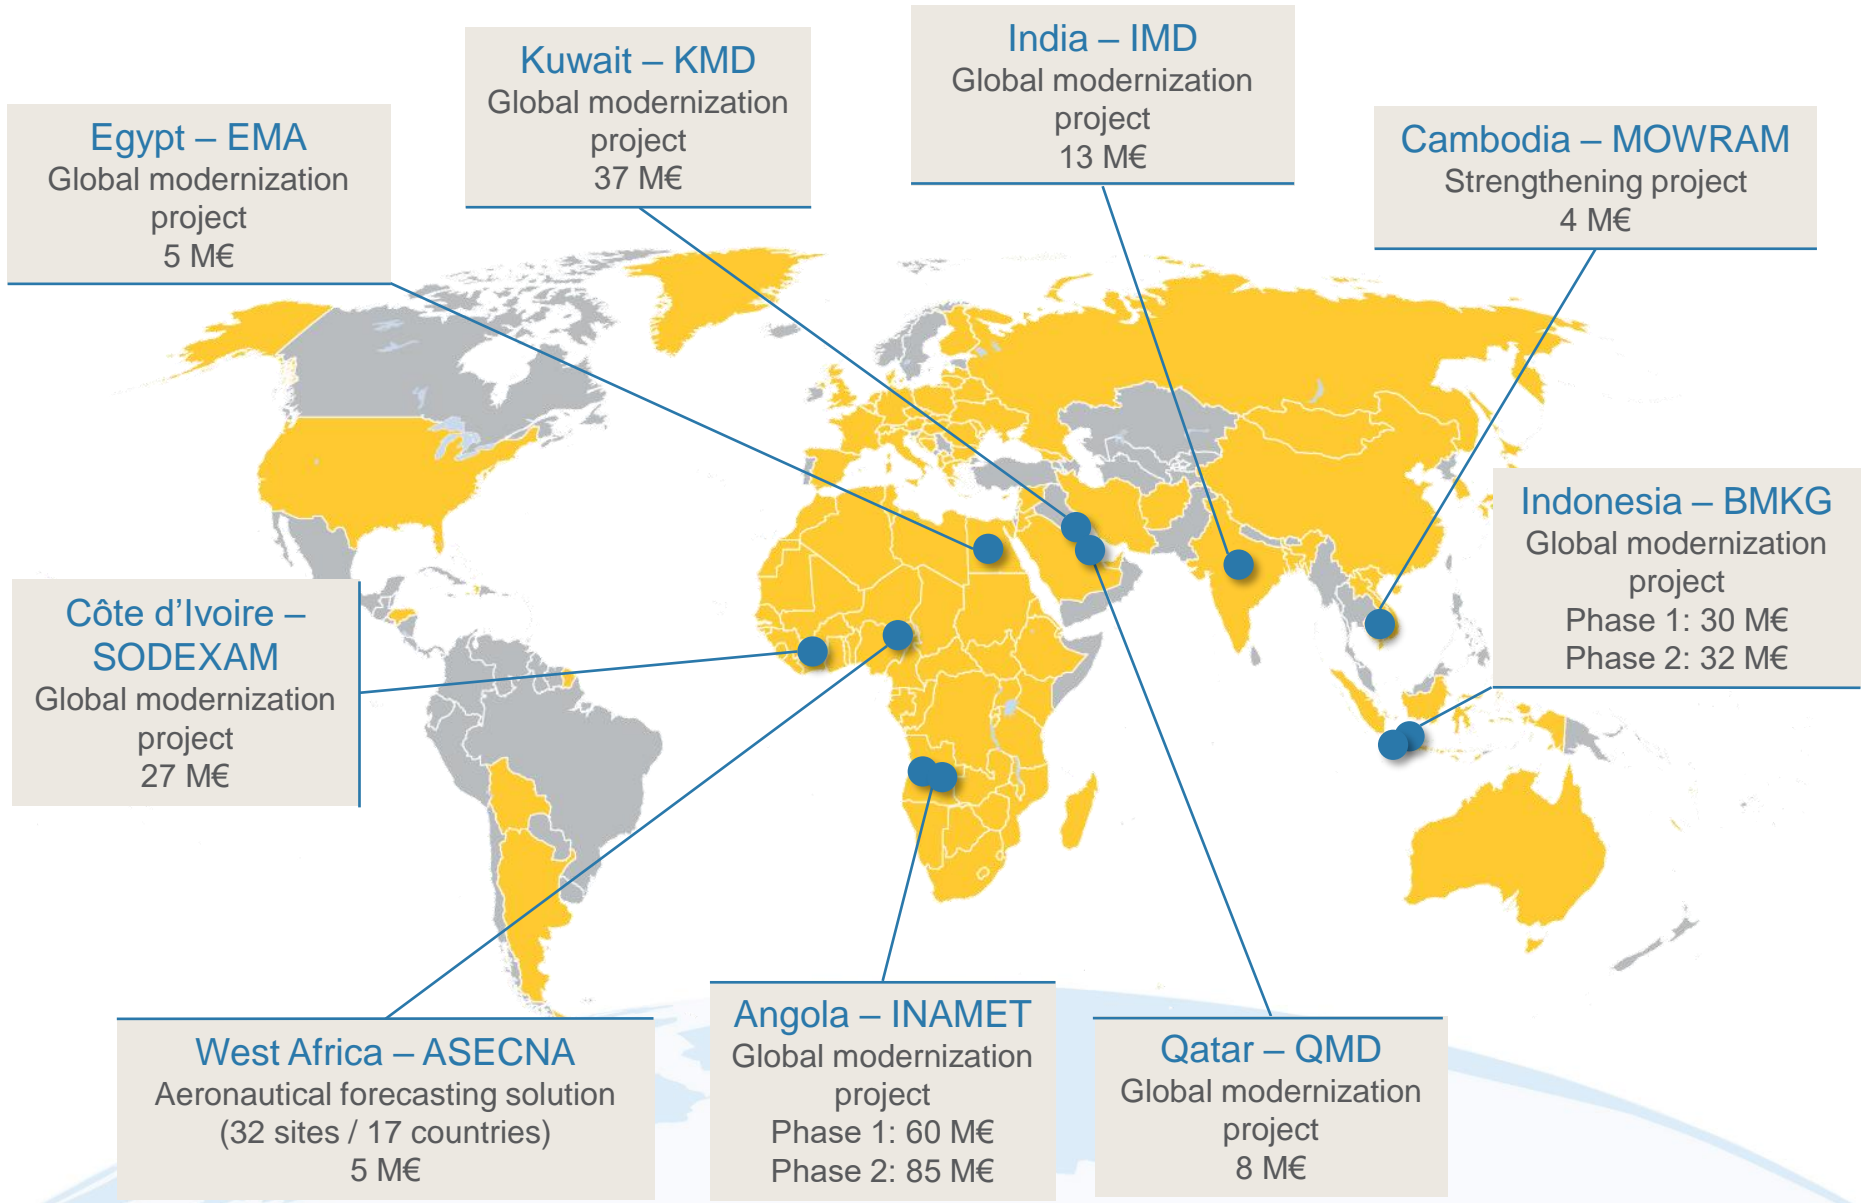 Egypt – EMA
Global modernization
project
5 M€
Kuwait – KMD
Global modernization
project
37 M€
India – IMD
Global modernization
project
13 M€
Cambodia – MOWRAM
Strengthening project
4 M€
Indonesia – BMKG
Global modernization
project
Phase 1: 30 M€
Phase 2: 32 M€
Côte d’Ivoire –
SODEXAM
Global modernization
project
27 M€
West Africa – ASECNA
Aeronautical forecasting solution
(32 sites / 17 countries)
5 M€
Angola – INAMET
Global modernization
project
Phase 1: 60 M€
Phase 2: 85 M€
Qatar – QMD
Global modernization
project
8 M€